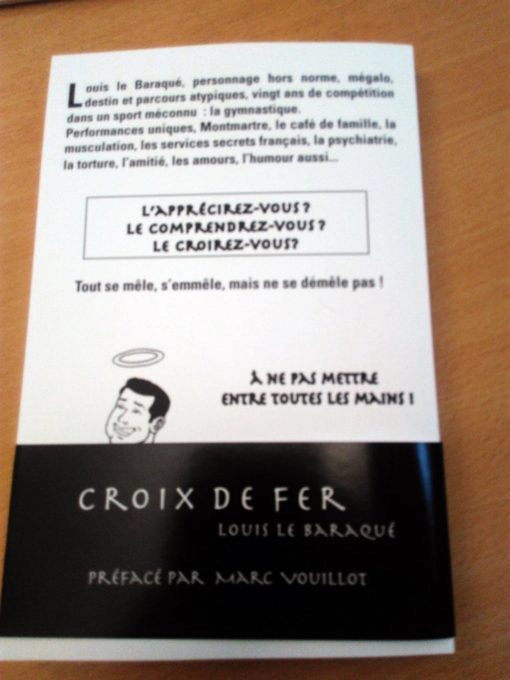 Louis le Baraqué, personnage hors norme, mégalo,
destin et parcours atypiques, vingt ans de compétition
dans un sport méconnu : la gymnastique.
Performances uniques, Montmartre, le café de famille, la
musculation, les services secrets français, la psychiatrie,
la torture, l'amitié, les amours, l'humour aussi...
L'APPRÉCIREZ-VOUS ?
LE COMPRENDREZ-VOUS ?
LE CROIREZ-VOUS?
Tout se mêle, s'emmêle, mais ne se démêle pas !
À NE PAS METTRE
ENTRE TOUTES LES MAINS !
CROIX DE FER
LOUIS LE BARAQUÉ
PRÉFACÉ PAR MARC VOUILLOT